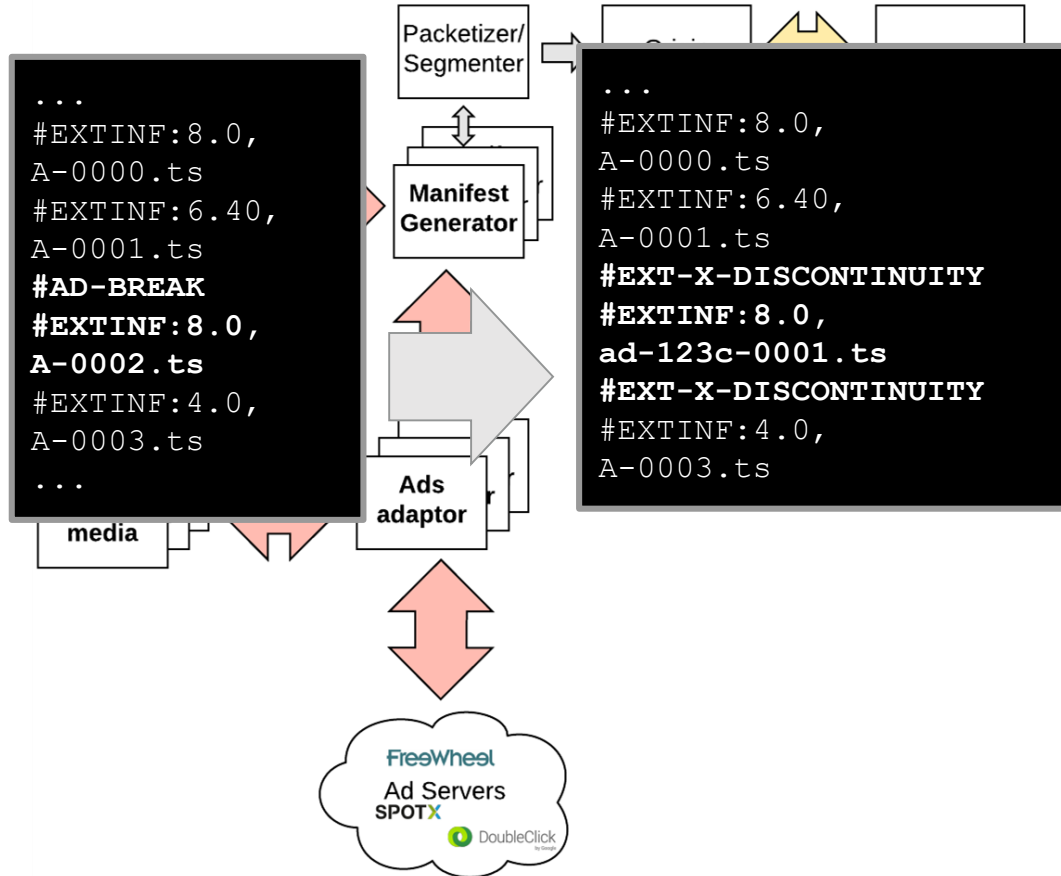 Packetizer/
Segmenter
...
#EXTINF:8.0,
A-0000.ts
#EXTINF:6.40,
A-0001.ts
#AD-BREAK
#EXTINF:8.0,
A-0002.ts
#EXTINF:4.0,
A-0003.ts
...
Manifest
Generator
...
#EXTINF:8.0,
A-0000.ts
#EXTINF:6.40,
A-0001.ts
#EXT-X-DISCONTINUITY
#EXTINF:8.0,
ad-123c-0001.ts
#EXT-X-DISCONTINUITY
#EXTINF:4.0,
A-0003.ts
media
Ads
adaptor
FreeWheel
Ad Servers
SPOTX
DoubleClick
by Google